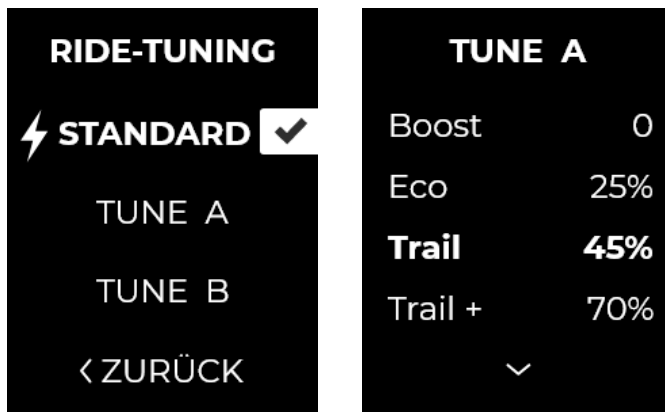 RIDE-TUNING
STANDARD
TUNE A
TUNE B
ZURÜCK
TUNE A
Boost 0
Eco 25%
Trail 45%
Trail + 70%